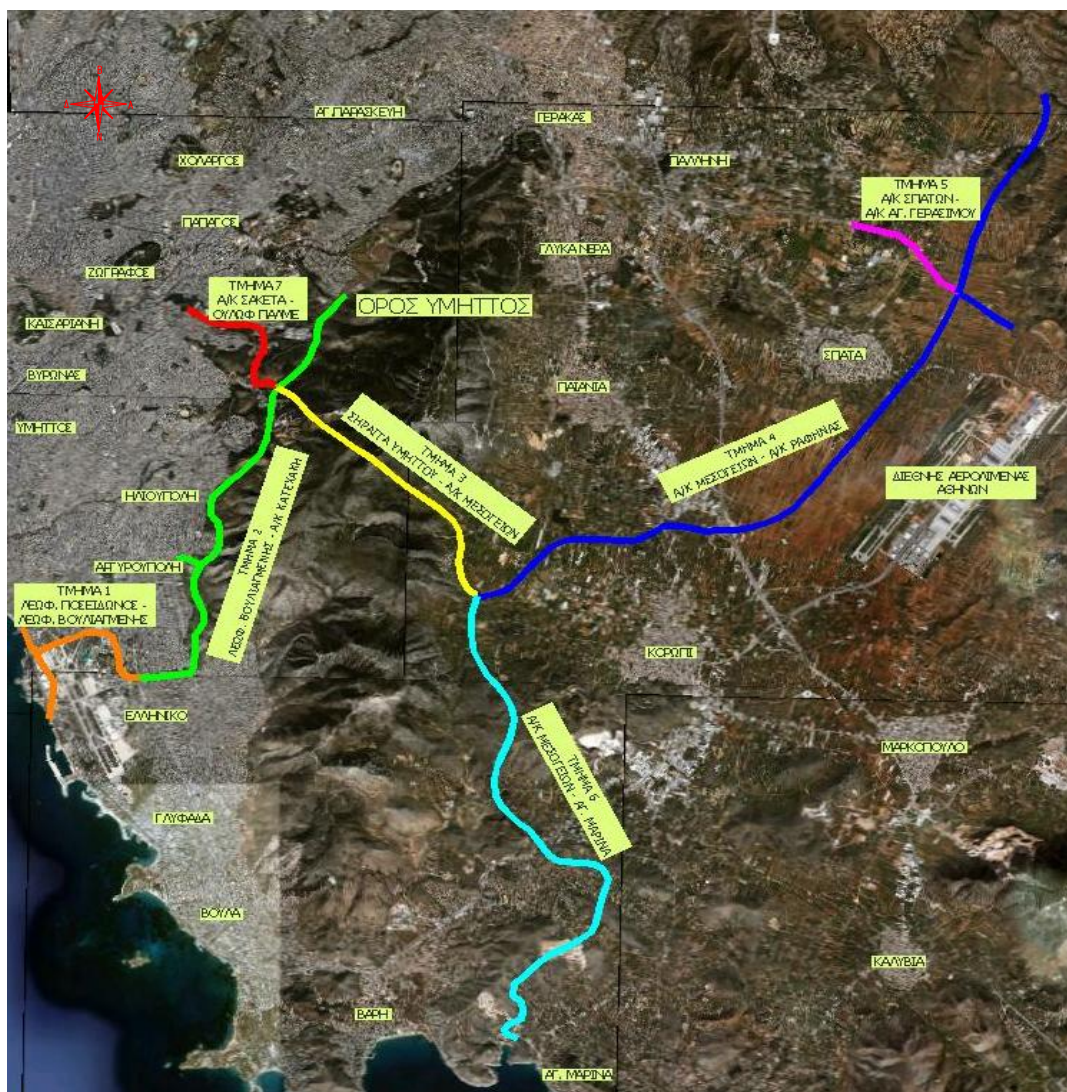 ΑΓ.ΠΑΡΑΣΚΕΥΗ
ΓΕΡΑΚΑΣ
ΧΟΛΑΡΓΟΣ
ΠΑΛΛΗΝΗ
ΤΜΗΜΑ 5
Α/Κ ΣΠΑΤΩΝ -
Α/Κ ΑΓ. ΓΕΡΑΣΙΜΟΥ
ΠΑΠΑΓΟΣ
ΓΛΥΚΑ ΝΕΡΑ
ΖΩΓΡΑΦΟΣ
ΤΜΗΜΑ 7
Α/Κ ΣΑΚΕΤΑ -
ΟΥΛΩΦ ΠΑΛΜΕ
ΟΡΟΣ ΥΜΗΤΤΟΣ
ΚΑΙΣΑΡΙΑΝΗ
ΣΠΑΤΑ
ΒΥΡΩΝΑΣ
ΠΑΙΑΝΙΑ
ΥΜΗΤΤΟΣ
ΤΜΗΜΑ 3
ΣΗΡΑΓΓΑ ΥΜΗΤΤΟΥ - Α/Κ ΜΕΣΟΓΕΙΩΝ
ΤΜΗΜΑ 4
Α/Κ ΜΕΣΟΓΕΙΩΝ - Α/Κ ΡΑΦΗΝΑΣ
ΔΙΕΘΝΗΣ ΑΕΡΟΛΙΜΕΝΑΣ
ΑΘΗΝΩΝ
ΗΛΙΟΥΠΟΛΗ
ΤΜΗΜΑ 2
ΛΕΩΦ. ΒΟΥΛΙΑΓΜΕΝΗΣ - Α/Κ ΚΑΤΕΧΑΚΗ
ΑΡΓΥΡΟΥΠΟΛΗ
ΤΜΗΜΑ 1
ΛΕΩΦ. ΠΟΣΕΙΔΩΝΟΣ -
ΛΕΩΦ. ΒΟΥΛΙΑΓΜΕΝΗΣ
ΚΟΡΩΠΙ
ΕΛΛΗΝΙΚΟ
ΤΜΗΜΑ 6
Α/Κ ΜΕΣΟΓΕΙΩΝ - ΑΓ. ΜΑΡΙΝΑ
ΜΑΡΚΟΠΟΥΛΟ
ΓΛΥΦΑΔΑ
ΒΟΥΛΑ
ΚΑΛΥΒΙΑ
ΒΑΡΗ
ΑΓ. ΜΑΡΙΝΑ